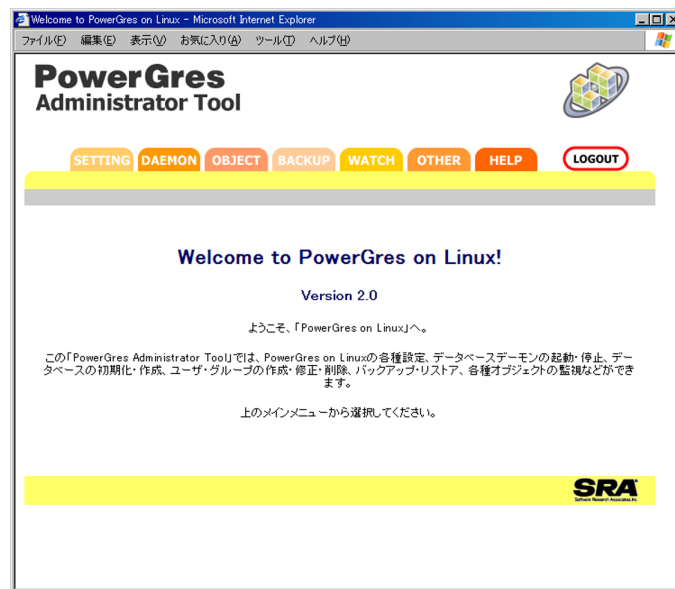 Welcome to PowerGres on Linux - Microsoft Internet Explorer
ファイル(F) 編集(E) 表示(V) お気に入り(A) ツール(T) ヘルプ(H)
PowerGres
Administrator Tool
SETTING DAEMON OBJECT BACKUP WATCH OTHER HELP LOGOUT
Welcome to PowerGres on Linux!
Version 2.0
ようこそ、「PowerGres on Linux」へ。
この「PowerGres Administrator Tool」では、PowerGres on Linuxの各種設定、データベースデーモンの起動・停止、デー
タベースの初期化・作成、ユーザ・グループの作成・修正・削除、バックアップ・リストア、各種オブジェクトの監視などができ
ます。
上のメインメニューから選択してください。
SRA
Software Research Associates, Inc.